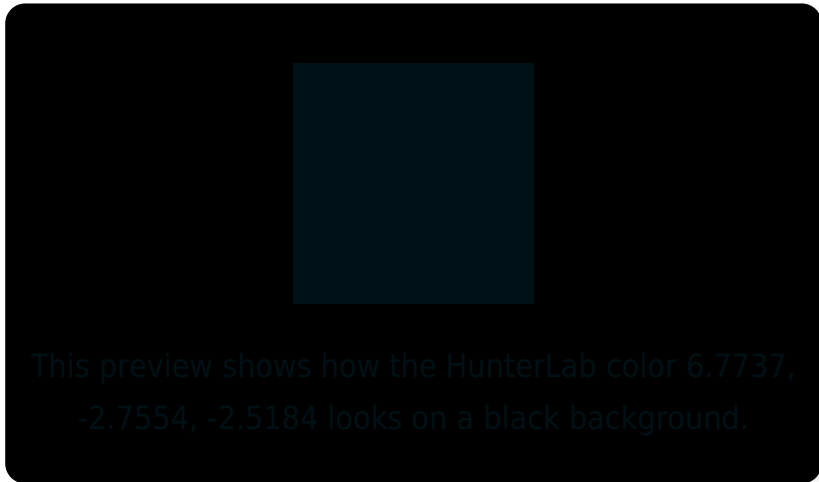 This preview shows how the HunterLab color 6.7737,
-2.7554, -2.5184 looks on a black background.